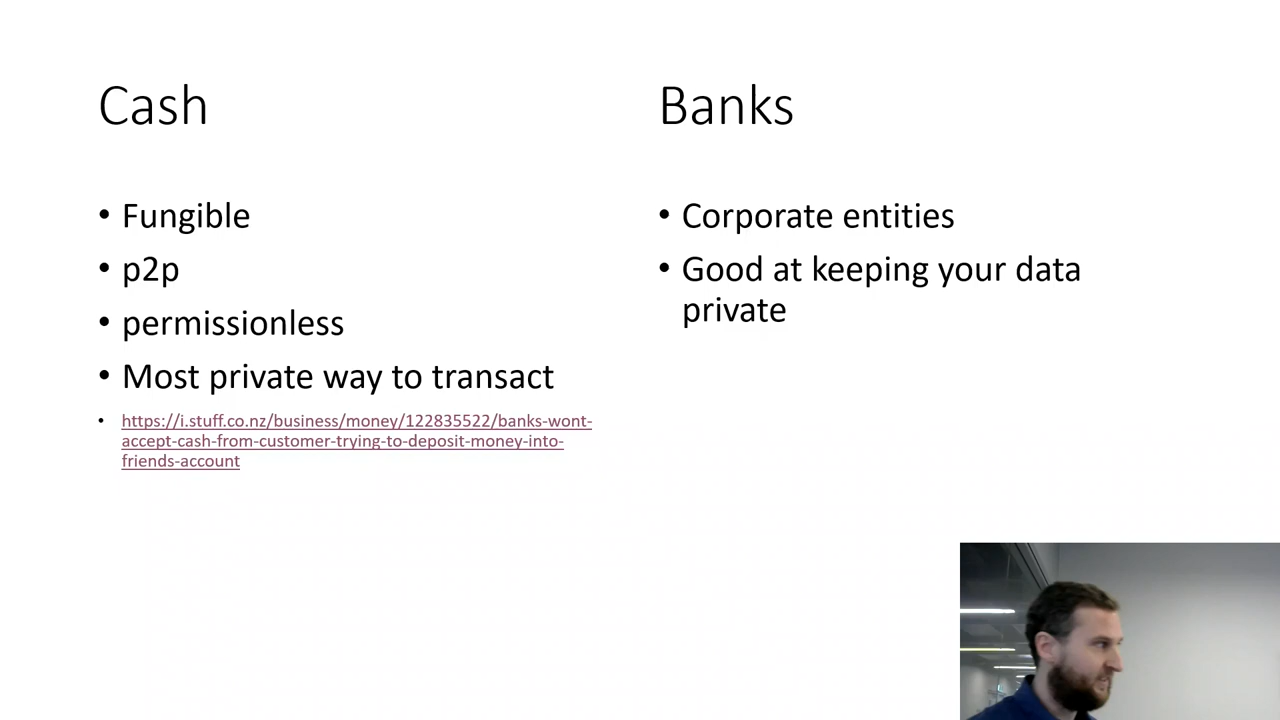 Cash
• Fungible
• p2p
• permissionless
• Most private way to transact
• https://i.stuff.co.nz/business/money/122835522/banks-wont-
accept-cash-from-customer-trying-to-deposit-money-into-
friends-account
Banks
• Corporate entities
• Good at keeping your data
private